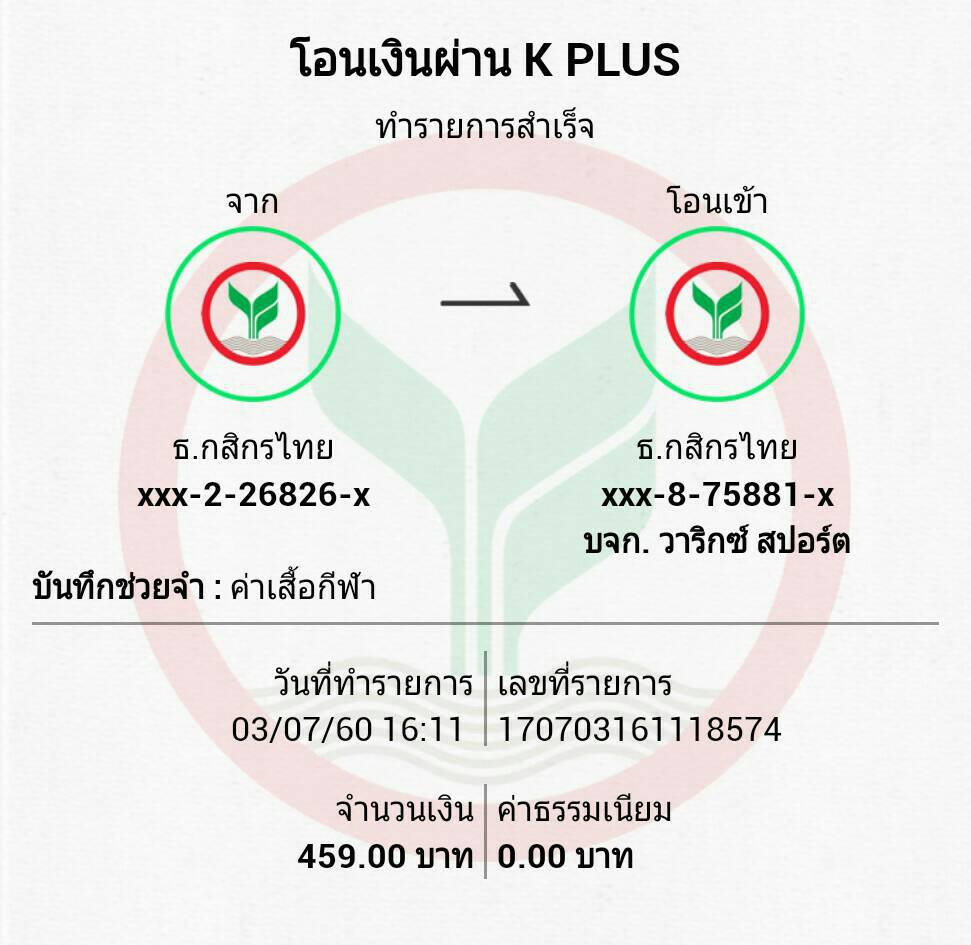 โอนเงินผ่าน K PLUS
ทำรายการสำเร็จ
จาก
โอนเข้า
ธ.กสิกรไทย
xxx-2-26826-x
ธ.กสิกรไทย
xxx-8-75881-x
บจก. วาริกซ์ สปอร์ต
บันทึกช่วยจำ : ค่าเสื้อกีฬา
วันที่ทำรายการ
03/07/60 16:11
เลขที่รายการ
170703161118574
จำนวนเงิน
459.00 บาท
ค่าธรรมเนียม
0.00 บาท